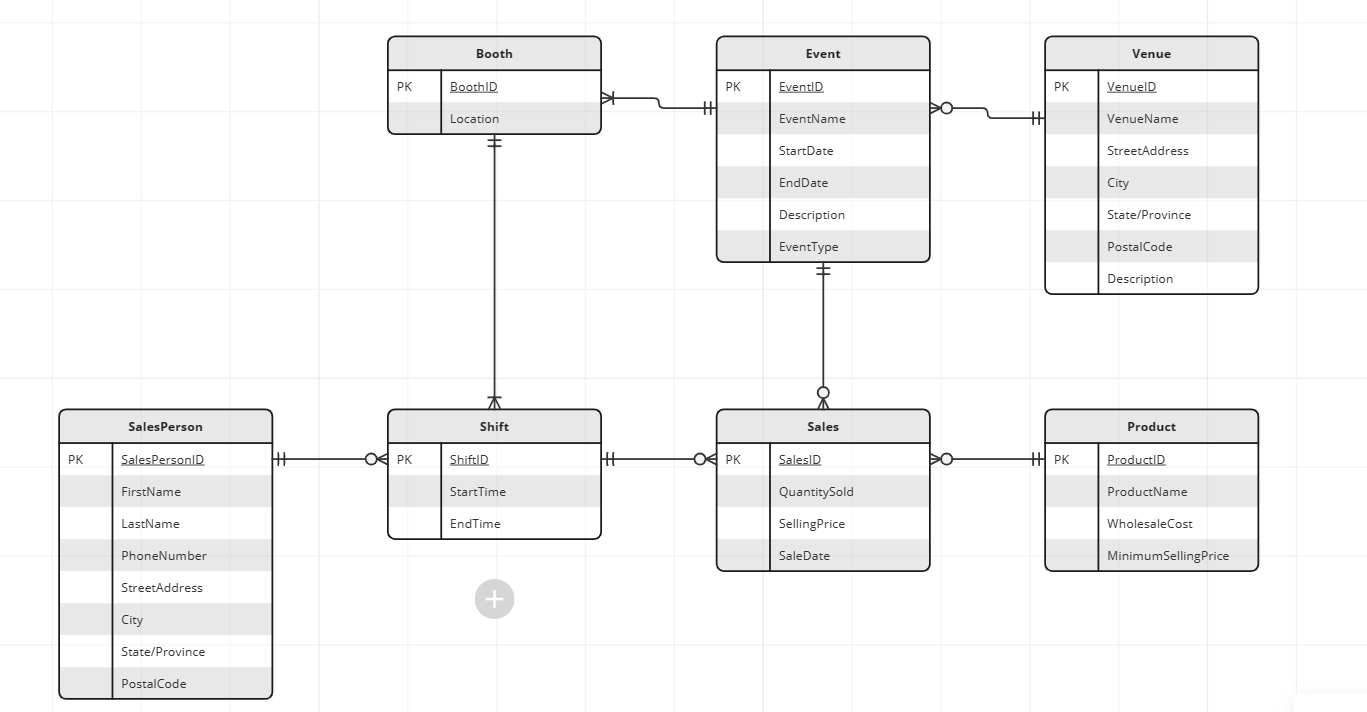 Booth
PK BoothID
Location
Event
PK EventID
EventName
StartDate
EndDate
Description
EventType
Venue
PK VenueID
VenueName
StreetAddress
City
State/Province
PostalCode
Description
SalesPerson
PK SalesPersonID
FirstName
LastName
PhoneNumber
StreetAddress
City
State/Province
PostalCode
Shift
PK ShiftID
StartTime
EndTime
Sales
PK SalesID
QuantitySold
SellingPrice
SaleDate
Product
PK ProductID
ProductName
WholesaleCost
MinimumSellingPrice